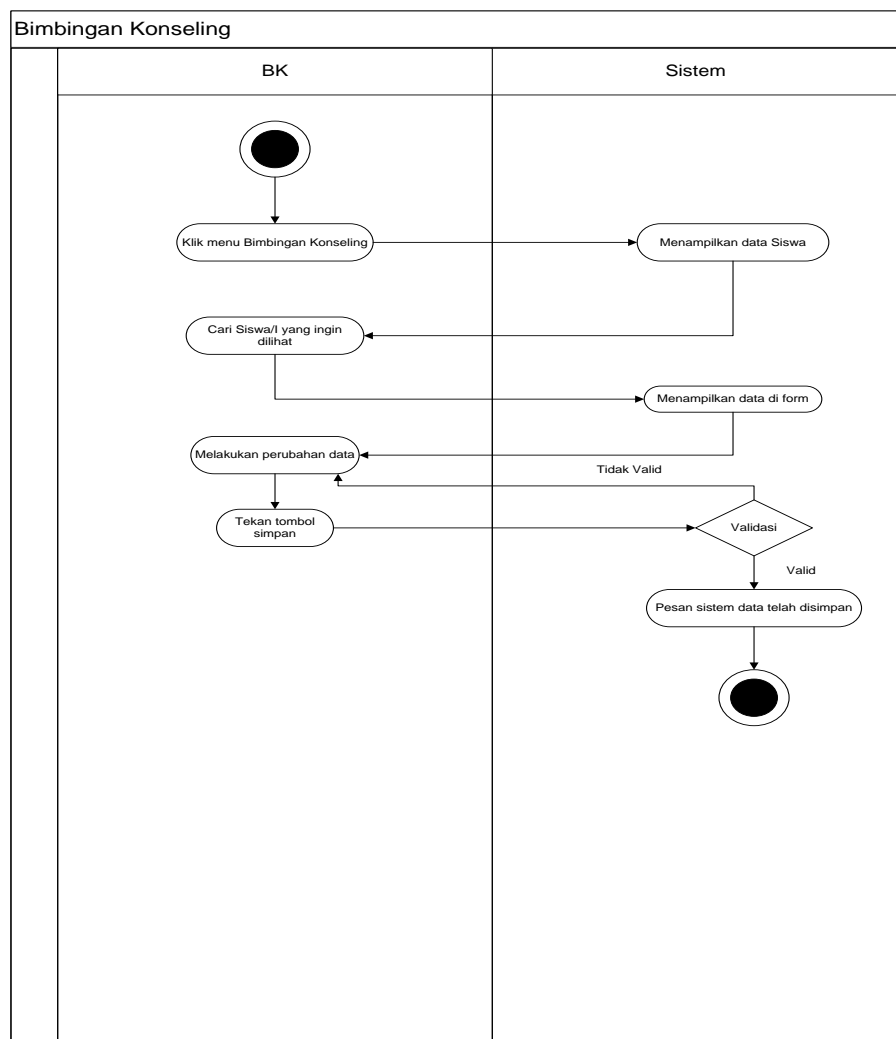 Bimbingan Konseling
BK
Sistem
Klik menu Bimbingan Konseling
Menampilkan data Siswa
Cari Siswa/I yang ingin
dilihat
Menampilkan data di form
Melakukan perubahan data
Tidak Valid
Tekan tombol
simpan
Validasi
Valid
Pesan sistem data telah disimpan